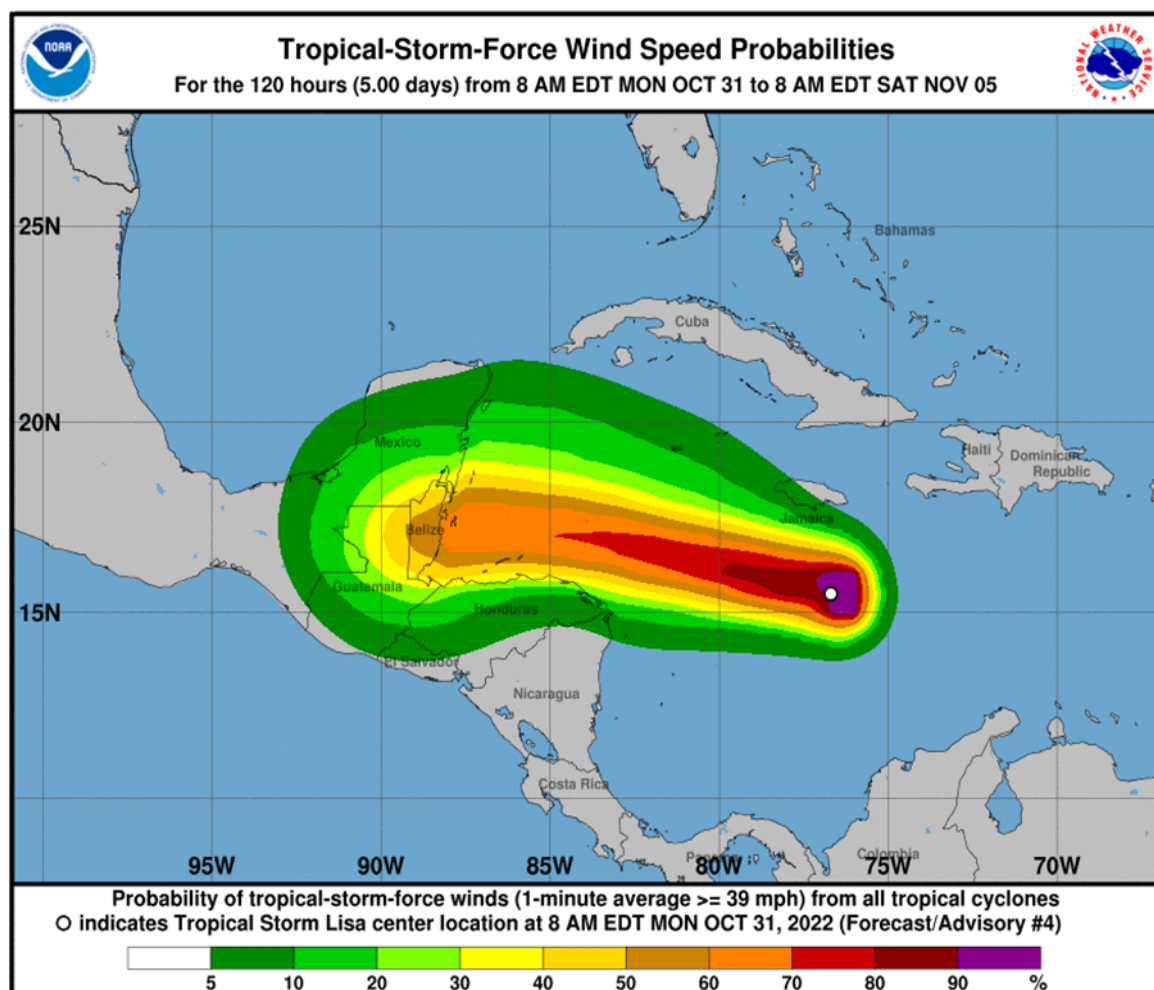 NOAA
NATIONAL WEATHER SERVICE
Tropical-Storm-Force Wind Speed Probabilities
For the 120 hours (5.00 days) from 8 AM EDT MON OCT 31 to 8 AM EDT SAT NOV 05
25N
Bahamas
Cuba
20N
Mexico
Haiti
Dominican
Republic
Jamaica
Belize
Guatemala
15N
Honduras
El Salvador
Nicaragua
Costa Rica
Colombia
95W 90W 85W 80W 75W 70W
Probability of tropical-storm-force winds (1-minute average >= 39 mph) from all tropical cyclones
indicates Tropical Storm Lisa center location at 8 AM EDT MON OCT 31, 2022 (Forecast/Advisory #4)
5 10 20 30 40 50 60 70 80 90 %